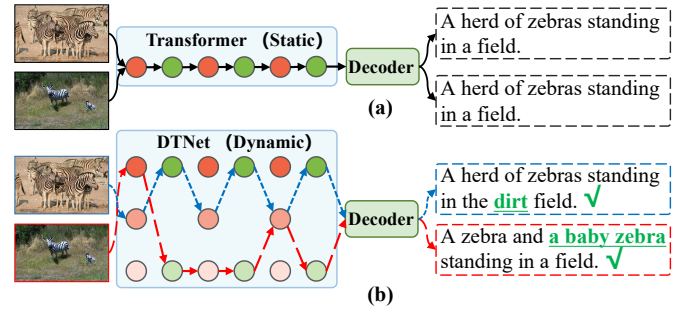 Transformer (Static)
Decoder
A herd of zebras standing
in a field.
A herd of zebras standing
in a field.
(a)
DTNet (Dynamic)
Decoder
A herd of zebras standing
in the dirt field. √
A zebra and a baby zebra
standing in a field. √
(b)